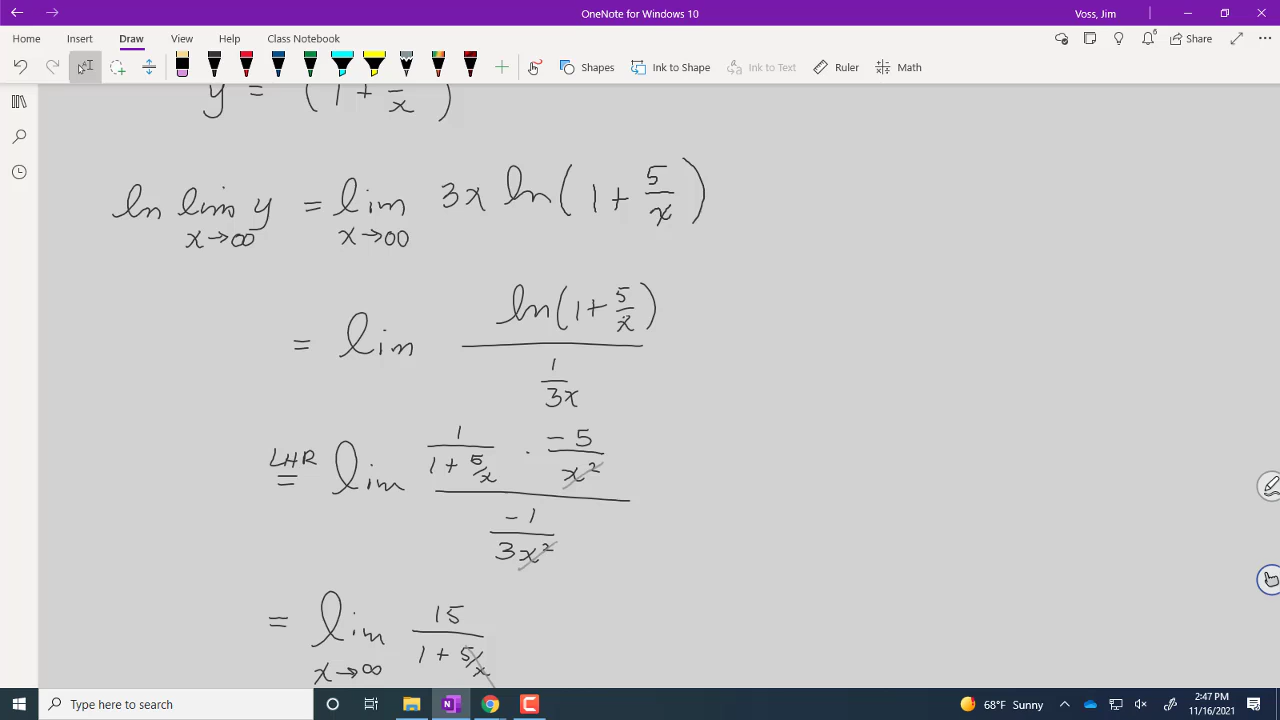 OneNote for Windows 10
Voss, Jim
Home Insert Draw View Help Class Notebook
6 Share
Shapes Ink to Shape Ink to Text Ruler Math
y = (1 + —/x)
ln lim x→∞ y = lim x→∞ 3x ln(1 + 5/x)
= lim ln(1 + 5/x) / (1/3x)
LHR = lim (1/(1 + 5/x) · -5/x²) / (-1/3x²)
= lim x→∞ 15/(1 + 5/x)
Type here to search
68°F Sunny
2:47 PM
11/16/2021